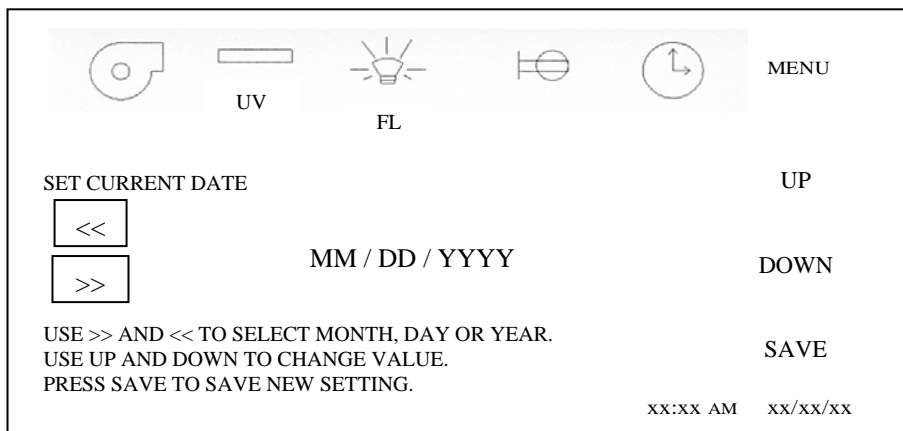 MENU
UV
FL
SET CURRENT DATE
UP
<<
MM / DD / YYYY
>>
DOWN
USE >> AND << TO SELECT MONTH, DAY OR YEAR.
USE UP AND DOWN TO CHANGE VALUE.
PRESS SAVE TO SAVE NEW SETTING.
SAVE
xx:xx AM xx/xx/xx